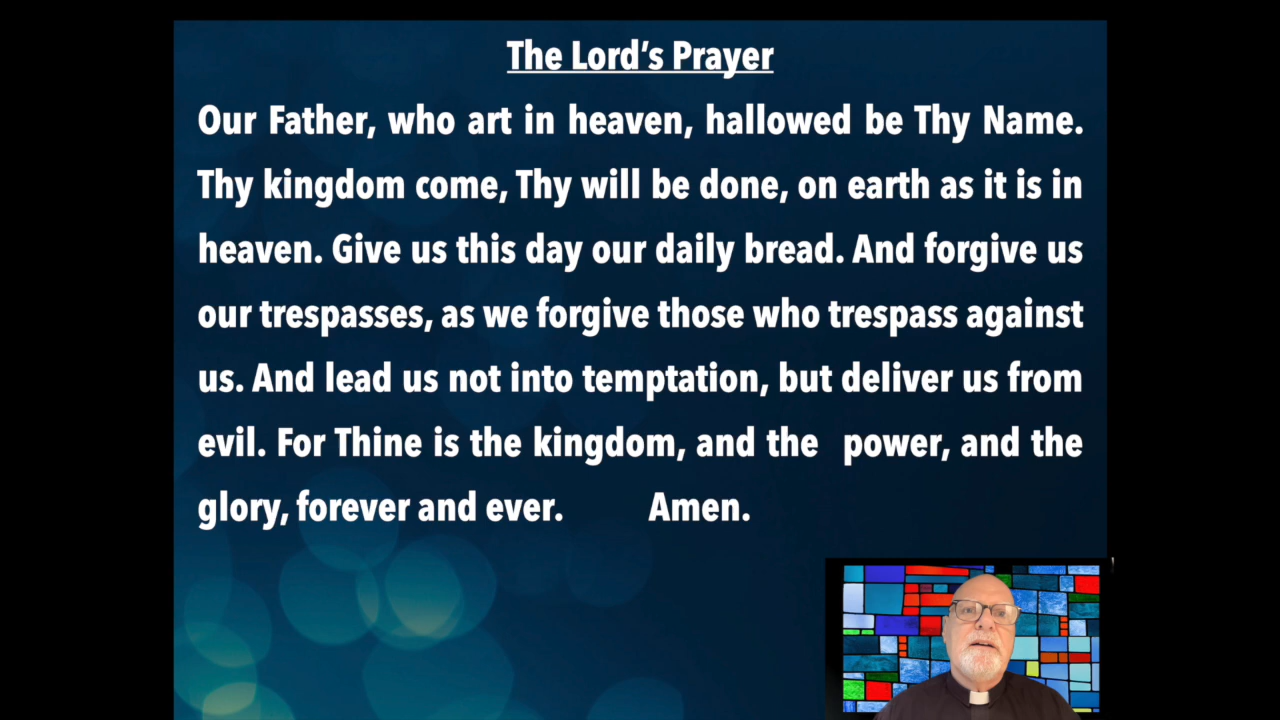 The Lord's Prayer
Our Father, who art in heaven, hallowed be Thy Name.
Thy kingdom come, Thy will be done, on earth as it is in
heaven. Give us this day our daily bread. And forgive us
our trespasses, as we forgive those who trespass against
us. And lead us not into temptation, but deliver us from
evil. For Thine is the kingdom, and the power, and the
glory, forever and ever. Amen.